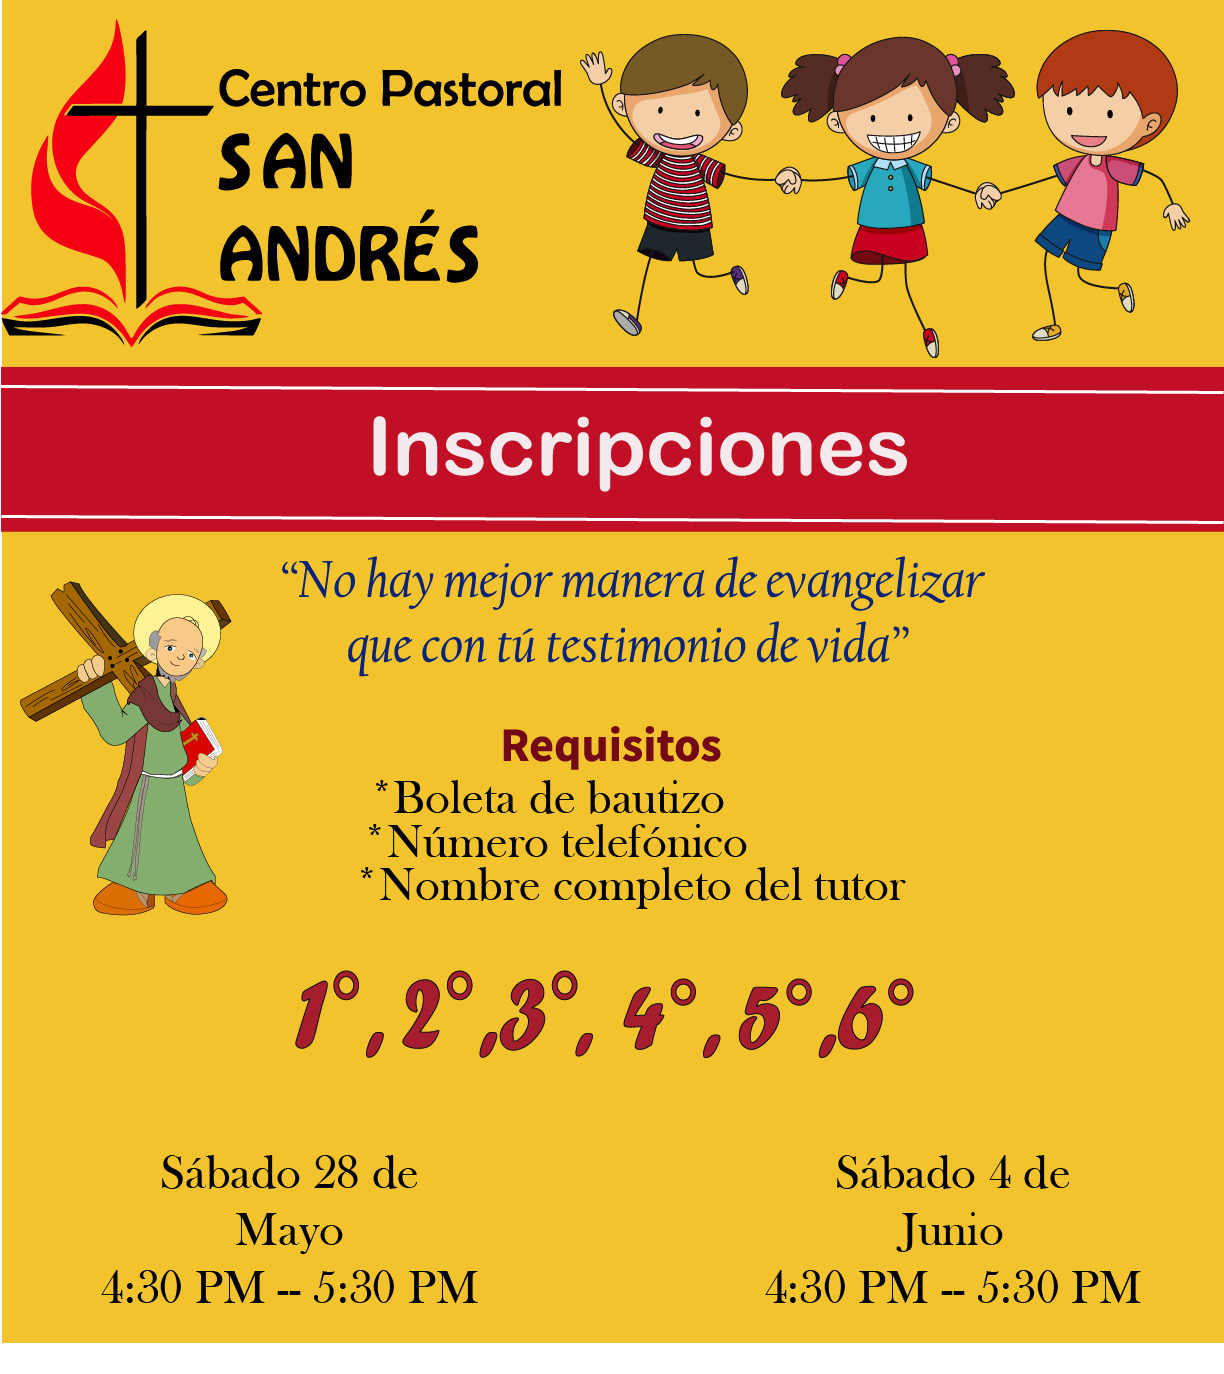 Centro Pastoral
SAN
ANDRÉS
Inscripciones
“No hay mejor manera de evangelizar
que con tú testimonio de vida”
Requisitos
*Boleta de bautizo
*Número telefónico
*Nombre completo del tutor
1°, 2°,3°, 4°, 5°,6°
Sábado 28 de
Mayo
4:30 PM -- 5:30 PM
Sábado 4 de
Junio
4:30 PM -- 5:30 PM